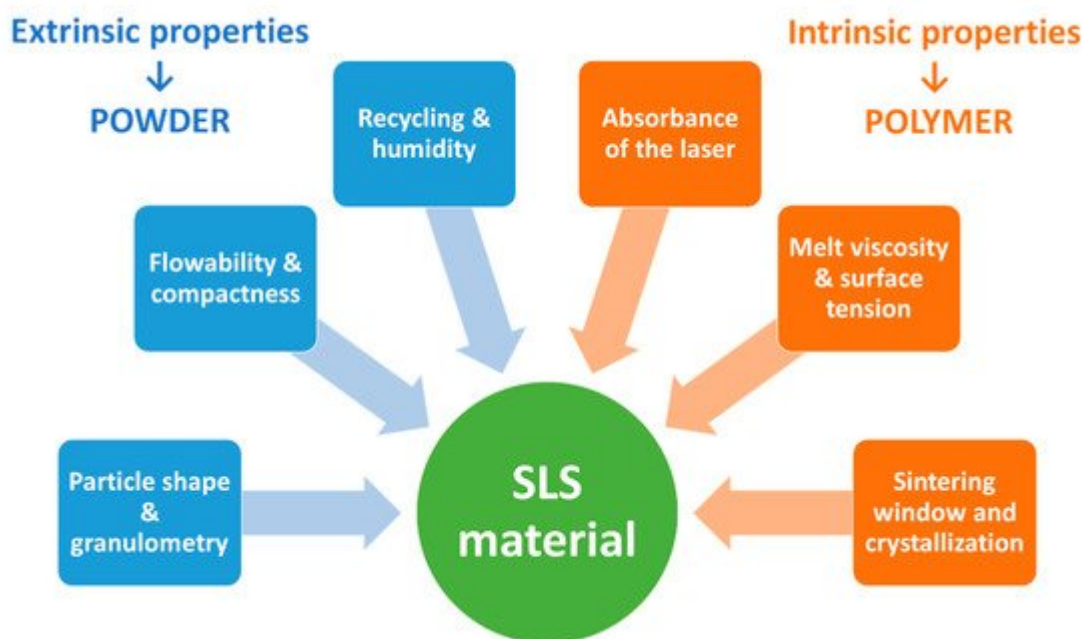 Extrinsic properties
↓
POWDER
Intrinsic properties
↓
POLYMER
Recycling &
humidity
Absorbance
of the laser
Flowability &
compactness
Melt viscosity
& surface
tension
Particle shape
&
granulometry
SLS
material
Sintering
window and
crystallization